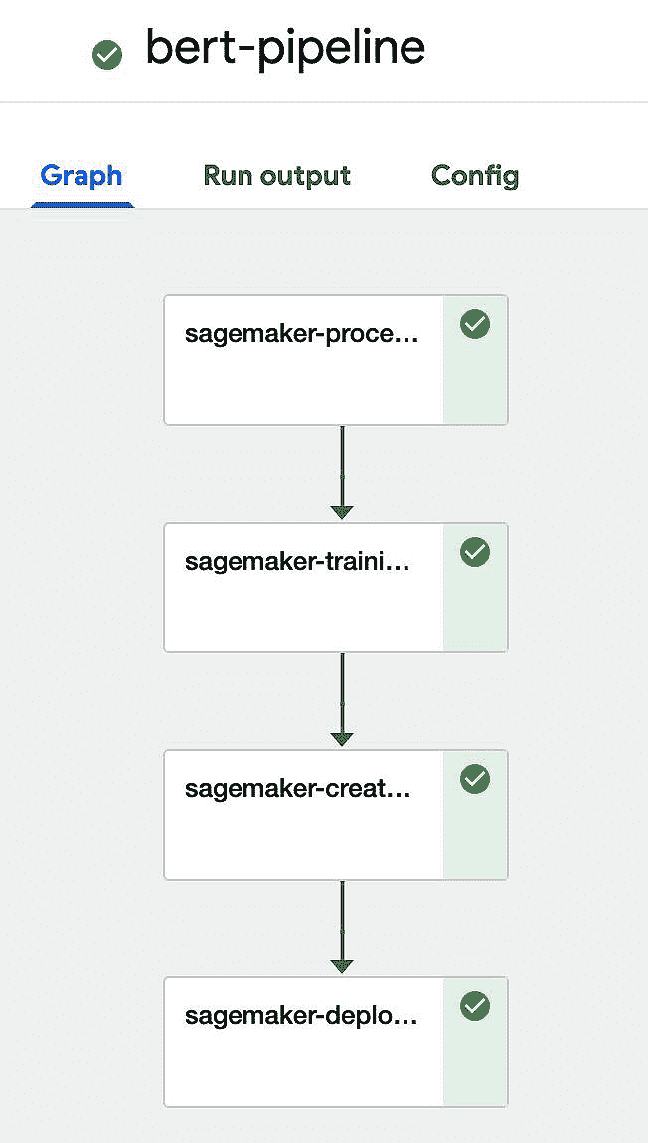 bert-pipeline
Graph Run output Config
sagemaker-proce...
sagemaker-traini...
sagemaker-creat...
sagemaker-deplo...